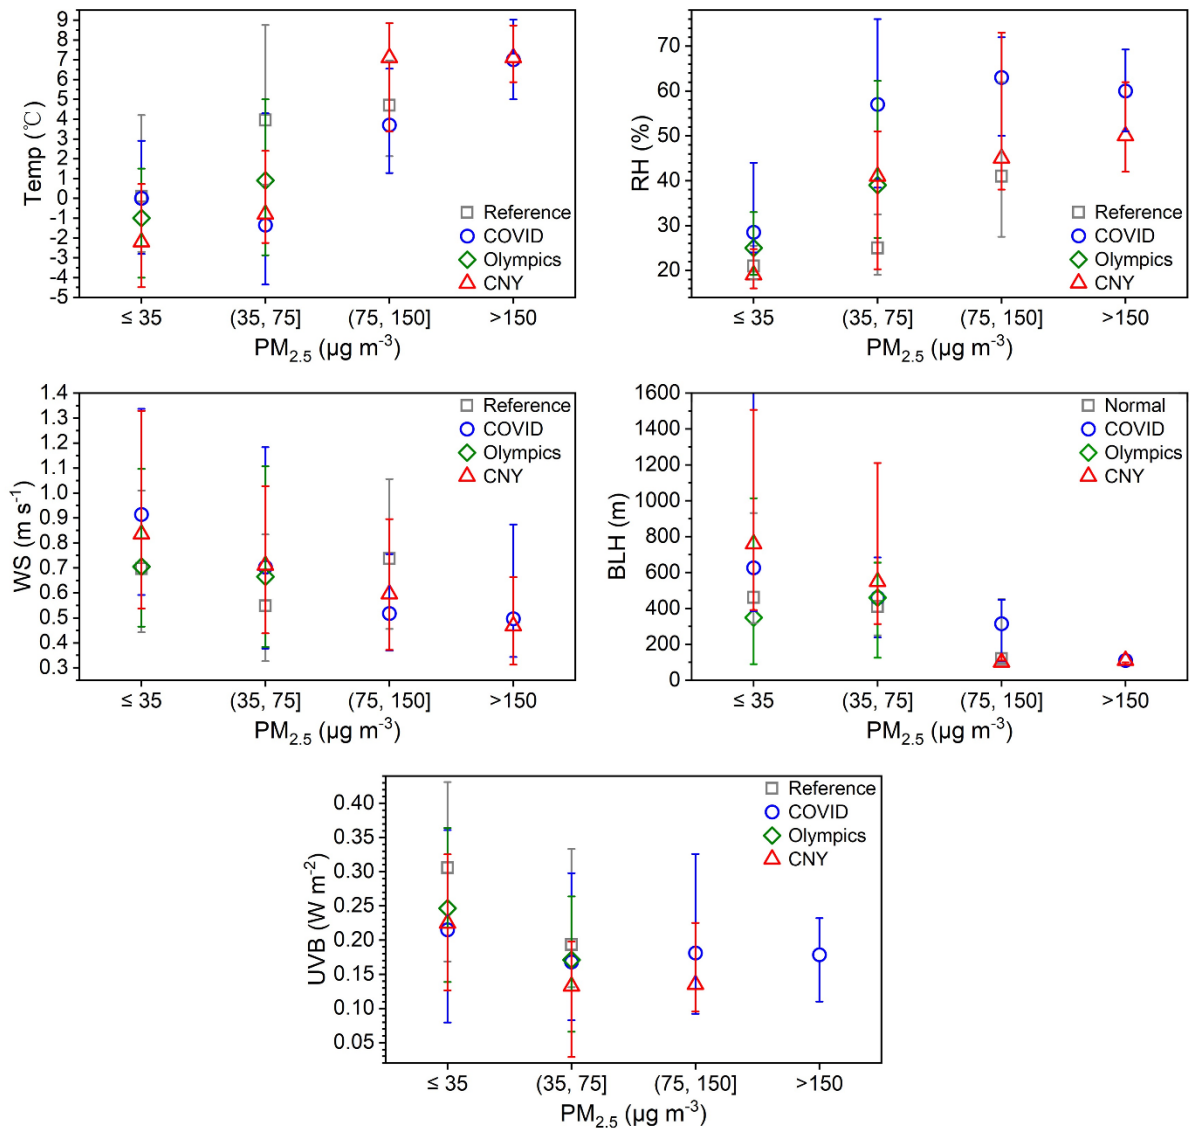 9
8
7
6
5
4
3
2
1
0
-1
-2
-3
-4
-5
Temp (℃)
Reference
COVID
Olympics
CNY
≤ 35 (35, 75] (75, 150] >150
PM2.5 (µg m-3)
70
60
50
40
30
20
RH (%)
Reference
COVID
Olympics
CNY
≤ 35 (35, 75] (75, 150] >150
PM2.5 (µg m-3)
1.4
1.3
1.2
1.1
1.0
0.9
0.8
0.7
0.6
0.5
0.4
0.3
WS (m s-1)
Reference
COVID
Olympics
CNY
≤ 35 (35, 75] (75, 150] >150
PM2.5 (µg m-3)
1600
1400
1200
1000
800
600
400
200
0
BLH (m)
Normal
COVID
Olympics
CNY
≤ 35 (35, 75] (75, 150] >150
PM2.5 (µg m-3)
0.40
0.35
0.30
0.25
0.20
0.15
0.10
0.05
UVB (W m-2)
Reference
COVID
Olympics
CNY
≤ 35 (35, 75] (75, 150] >150
PM2.5 (µg m-3)